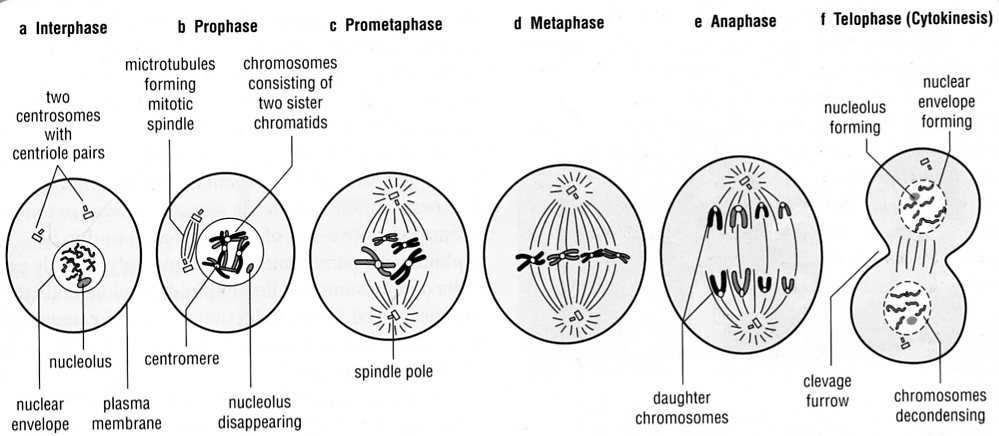 a Interphase
b Prophase
c Prometaphase
d Metaphase
e Anaphase
f Telophase (Cytokinesis)
two
centrosomes
with
centriole pairs
microtubules
forming
mitotic
spindle
chromosomes
consisting of
two sister
chromatids
nucleolus
forming
nuclear
envelope
forming
nucleolus
nuclear
envelope
plasma
membrane
centromere
nucleolus
disappearing
spindle pole
daughter
chromosomes
clevage
furrow
chromosomes
decondensing